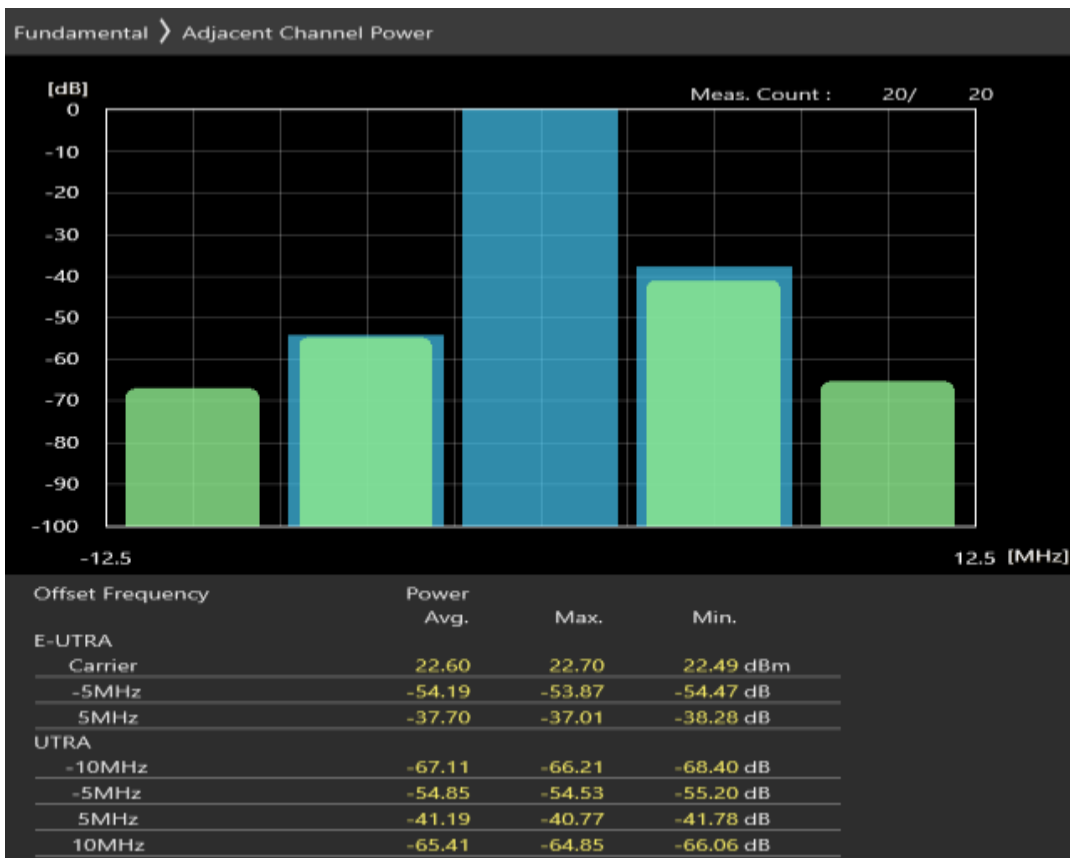 Fundamental 〉 Adjacent Channel Power
[dB]
Meas. Count : 20/ 20
0
-10
-20
-30
-40
-50
-60
-70
-80
-90
-100
-12.5 12.5 [MHz]
Offset Frequency Power
Avg. Max. Min.
E-UTRA
Carrier 22.60 22.70 22.49 dBm
-5MHz -54.19 -53.87 -54.47 dB
5MHz -37.70 -37.01 -38.28 dB
UTRA
-10MHz -67.11 -66.21 -68.40 dB
-5MHz -54.85 -54.53 -55.20 dB
5MHz -41.19 -40.77 -41.78 dB
10MHz -65.41 -64.85 -66.06 dB